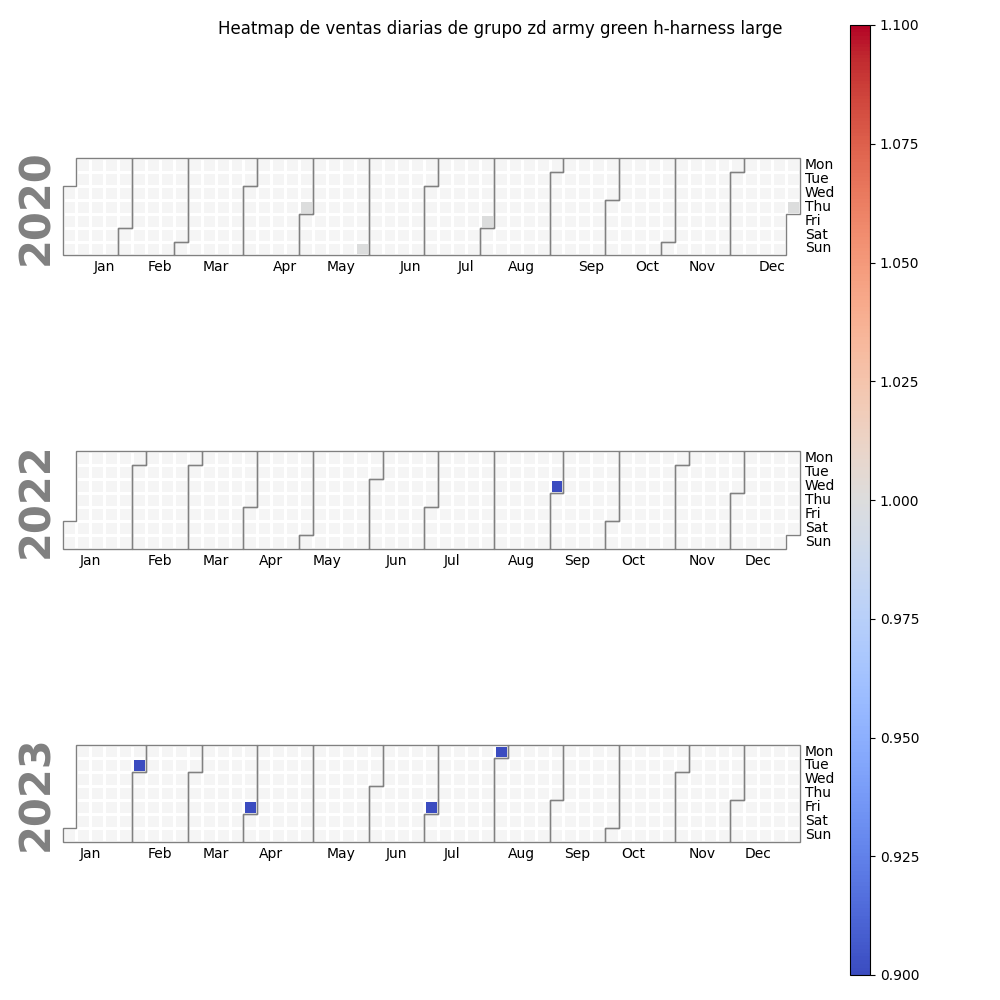 Heatmap de ventas diarias de grupo zd army green h-harness large
2020
Mon
Tue
Wed
Thu
Fri
Sat
Sun
Jan Feb Mar Apr May Jun Jul Aug Sep Oct Nov Dec
2022
Mon
Tue
Wed
Thu
Fri
Sat
Sun
Jan Feb Mar Apr May Jun Jul Aug Sep Oct Nov Dec
2023
Mon
Tue
Wed
Thu
Fri
Sat
Sun
Jan Feb Mar Apr May Jun Jul Aug Sep Oct Nov Dec
1.100
1.075
1.050
1.025
1.000
0.975
0.950
0.925
0.900